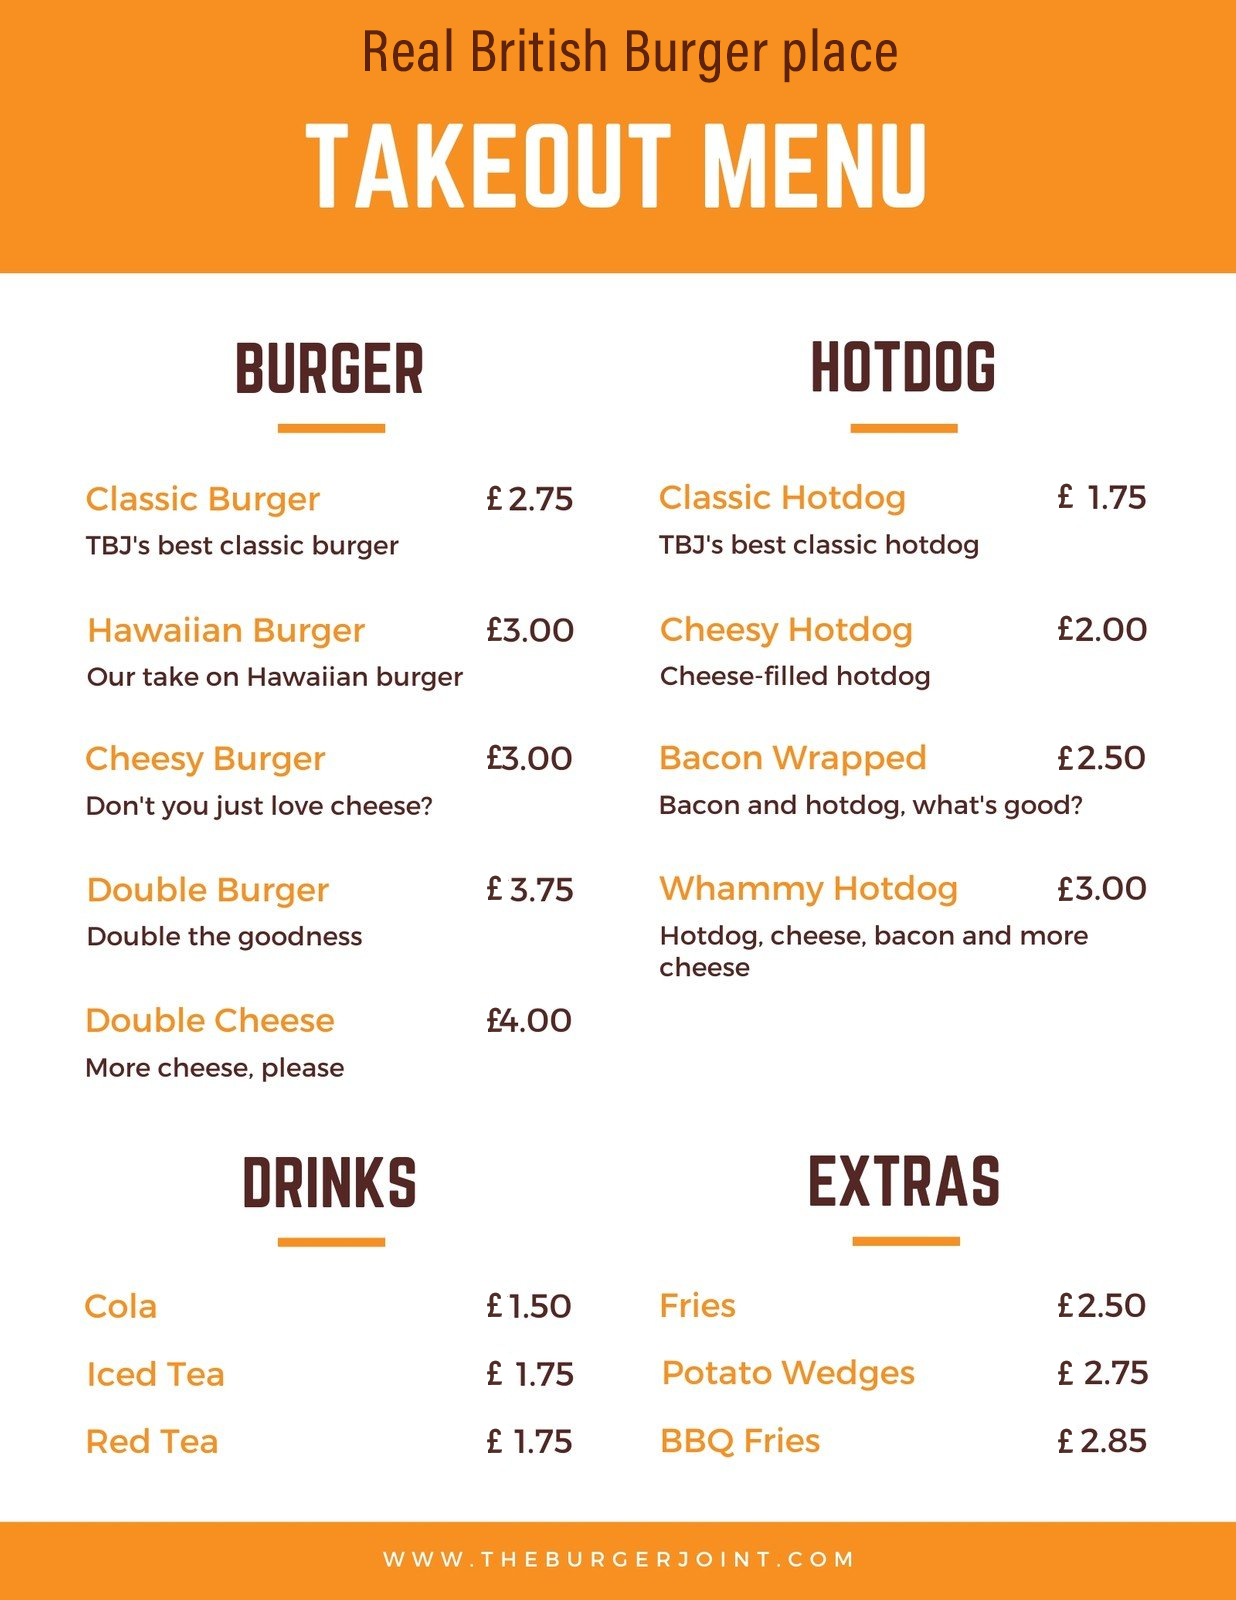 Real British Burger place
TAKEOUT MENU
BURGER
Classic Burger £ 2.75
TBJ's best classic burger
Hawaiian Burger £3.00
Our take on Hawaiian burger
Cheesy Burger £3.00
Don't you just love cheese?
Double Burger £ 3.75
Double the goodness
Double Cheese £4.00
More cheese, please
HOTDOG
Classic Hotdog £ 1.75
TBJ's best classic hotdog
Cheesy Hotdog £2.00
Cheese-filled hotdog
Bacon Wrapped £2.50
Bacon and hotdog, what's good?
Whammy Hotdog £3.00
Hotdog, cheese, bacon and more
cheese
DRINKS
Cola £1.50
Iced Tea £ 1.75
Red Tea £ 1.75
EXTRAS
Fries £2.50
Potato Wedges £ 2.75
BBQ Fries £ 2.85
WWW.THEBURGERJOINT.COM